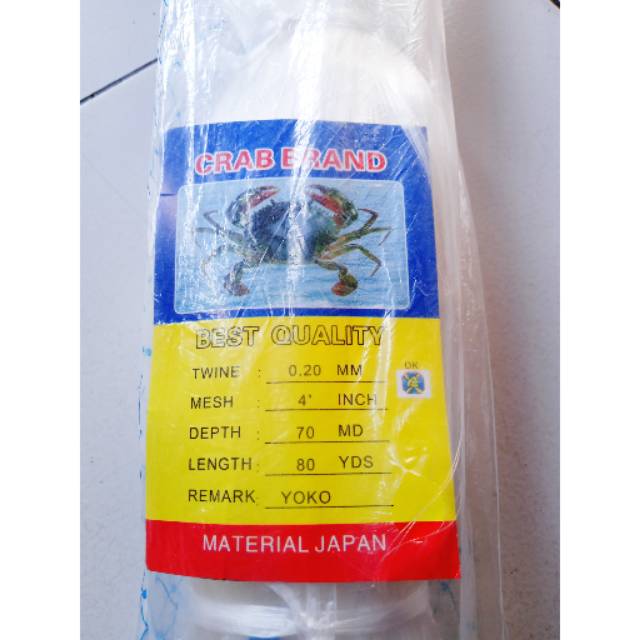 CRAB BRAND
BEST QUALITY
TWINE : 0.20 MM
OK
MESH : 4' INCH
DEPTH : 70 MD
LENGTH : 80 YDS
REMARK : YOKO
MATERIAL JAPAN